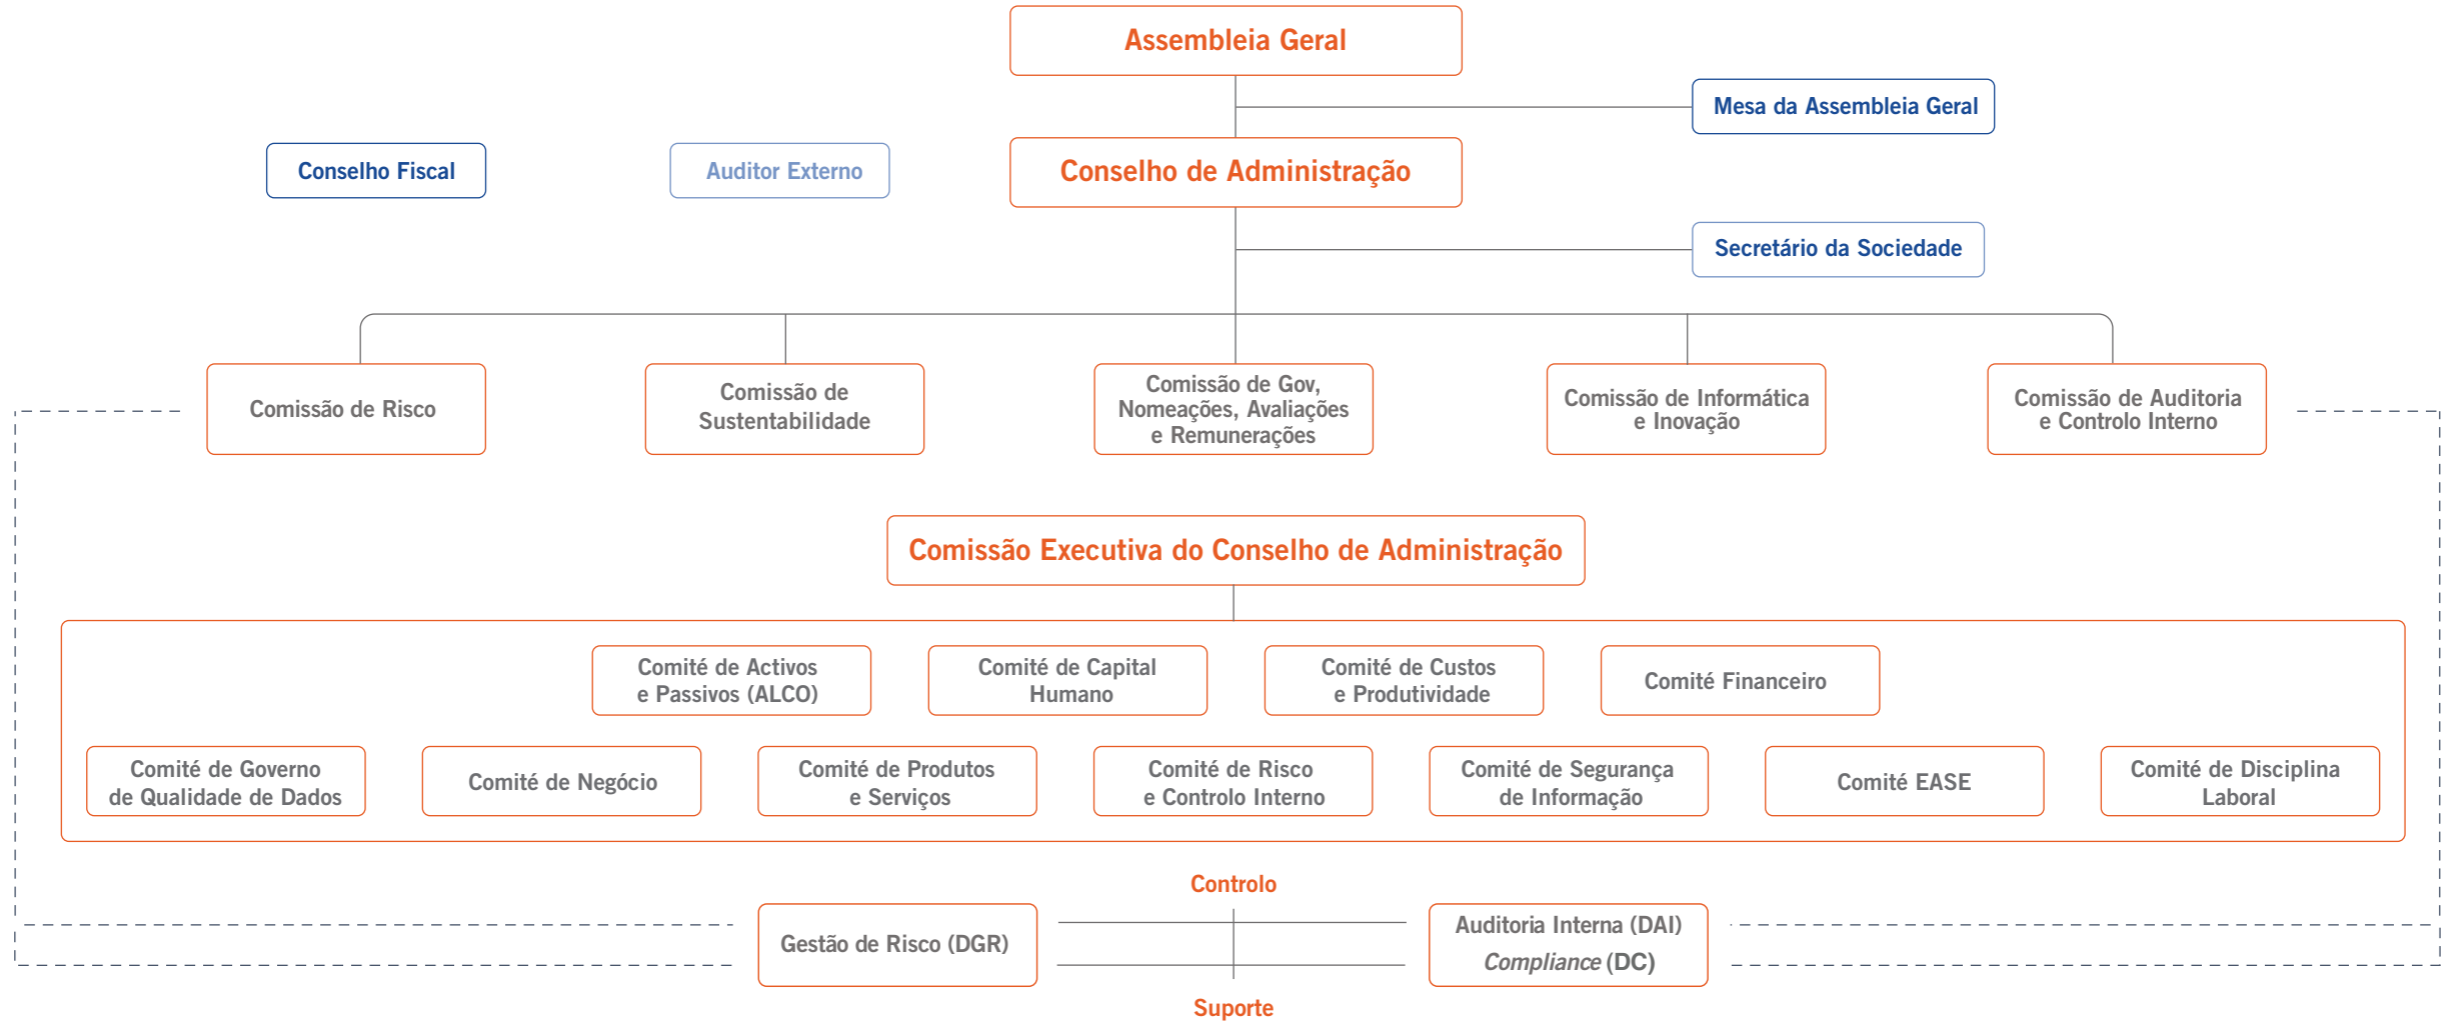 Assembleia Geral
Mesa da Assembleia Geral
Conselho Fiscal
Auditor Externo
Conselho de Administração
Secretário da Sociedade
Comissão de Risco
Comissão de
Sustentabilidade
Comissão de Gov,
Nomeações, Avaliações
e Remunerações
Comissão de Informática
e Inovação
Comissão de Auditoria
e Controlo Interno
Comissão Executiva do Conselho de Administração
Comité de Activos
e Passivos (ALCO)
Comité de Capital
Humano
Comité de Custos
e Produtividade
Comité Financeiro
Comité de Governo
de Qualidade de Dados
Comité de Negócio
Comité de Produtos
e Serviços
Comité de Risco
e Controlo Interno
Comité de Segurança
de Informação
Comité EASE
Comité de Disciplina
Laboral
Controlo
Gestão de Risco (DGR)
Auditoria Interna (DAI)
Compliance (DC)
Suporte